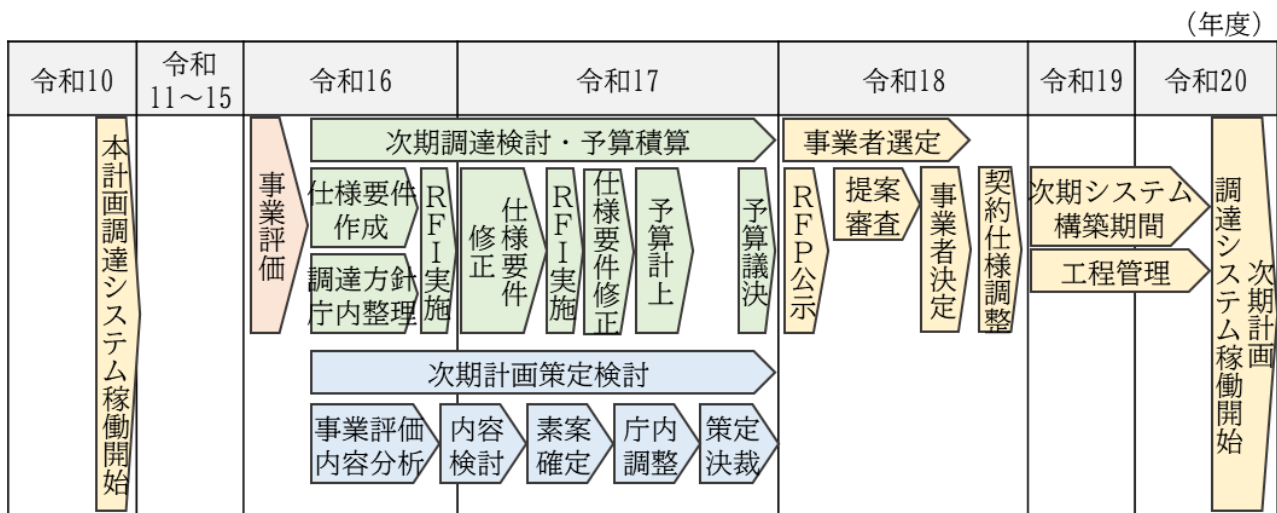 （年度）
令和10
令和
11～15
令和16
令和17
令和18
令和19
令和20
本計画調達システム稼働開始
事業評価
次期調達検討・予算積算
仕様要件
作成
調達方針
庁内整理
ＲＦＩ実施
仕様要件
修正
ＲＦＩ実施
仕様要件修正
予算計上
予算議決
事業者選定
ＲＦＰ公示
提案
審査
事業者決定
契約仕様調整
次期システム
構築期間
工程管理
次期計画
調達システム稼働開始
次期計画策定検討
事業評価
内容分析
内容
検討
素案
確定
庁内
調整
策定
決裁